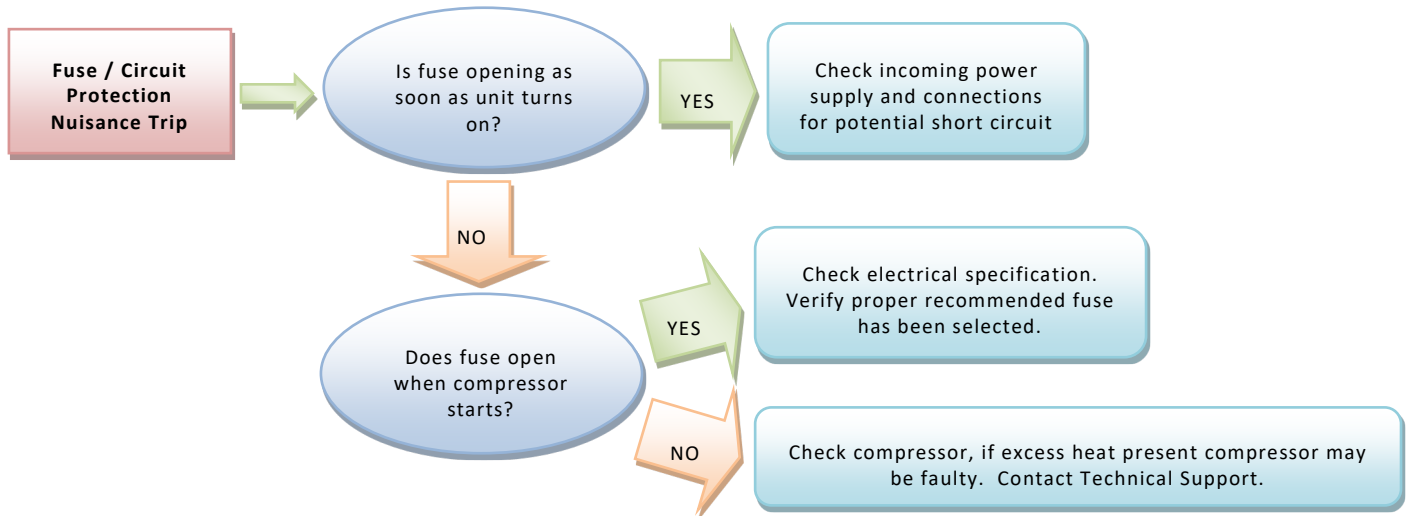 Fuse / Circuit
Protection
Nuisance Trip
Is fuse opening as
soon as unit turns
on?
YES
Check incoming power
supply and connections
for potential short circuit
NO
Does fuse open
when compressor
starts?
YES
Check electrical specification.
Verify proper recommended fuse
has been selected.
NO
Check compressor, if excess heat present compressor may
be faulty.  Contact Technical Support.